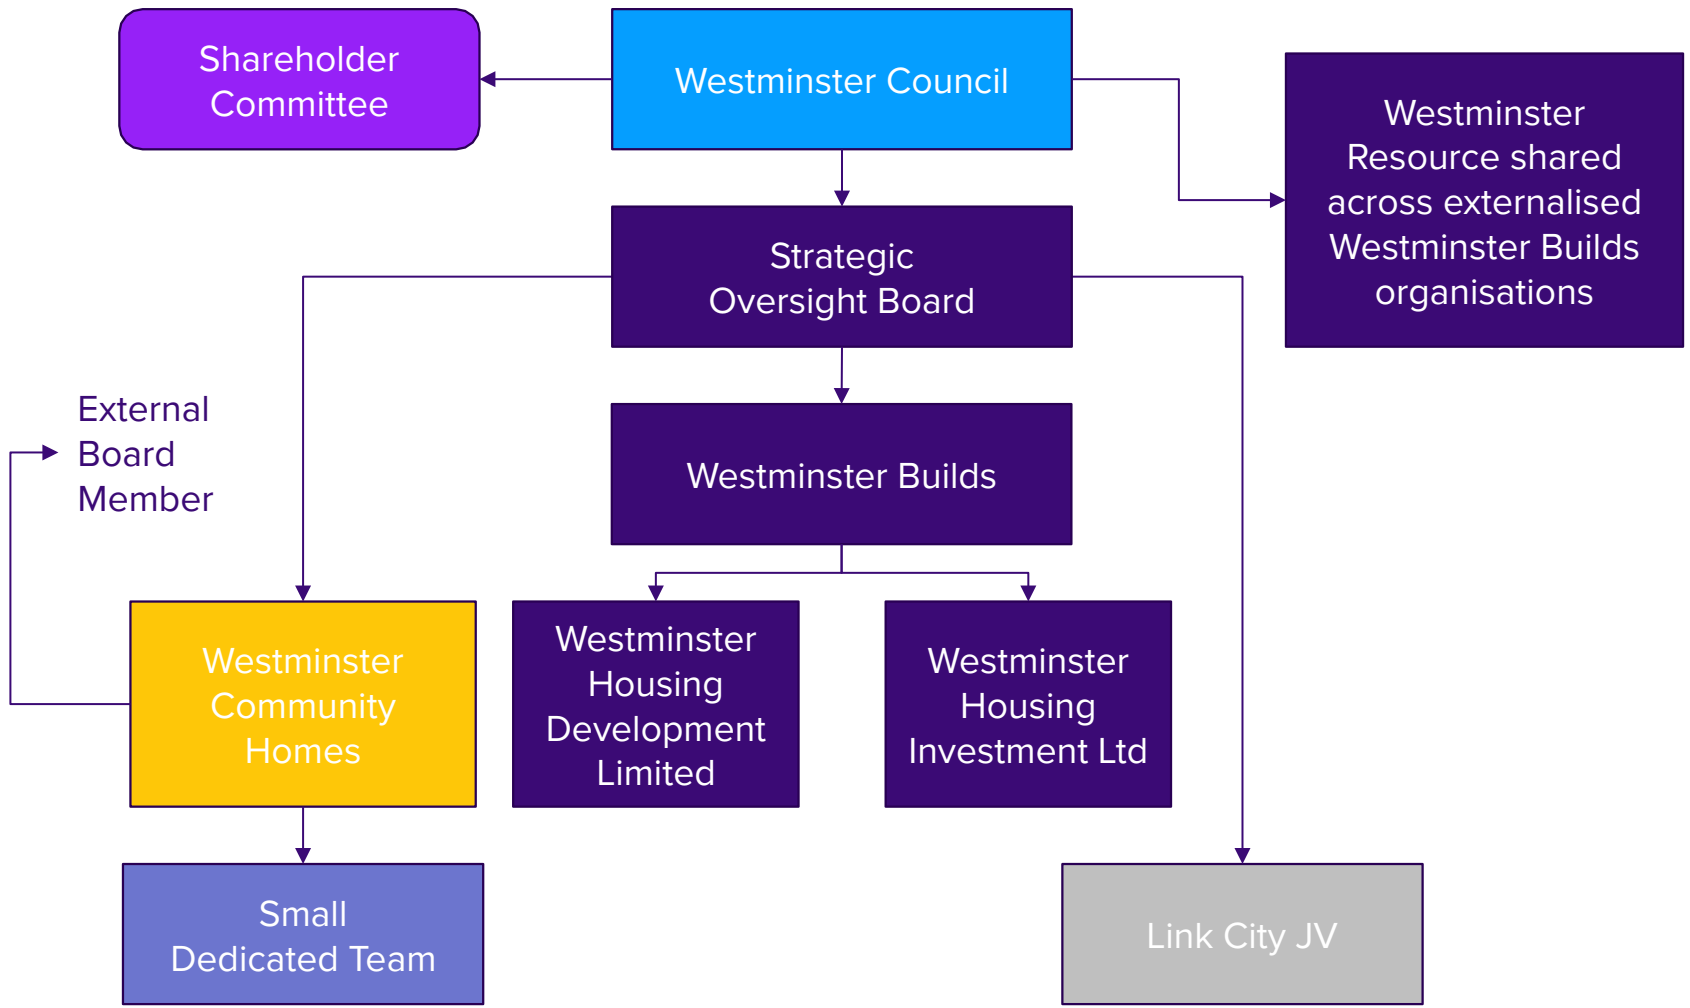 Shareholder
Committee
Westminster Council
Westminster
Resource shared
across externalised
Westminster Builds
organisations
Strategic
Oversight Board
External
Board
Member
Westminster Builds
Westminster
Community
Homes
Westminster
Housing
Development
Limited
Westminster
Housing
Investment Ltd
Small
Dedicated Team
Link City JV